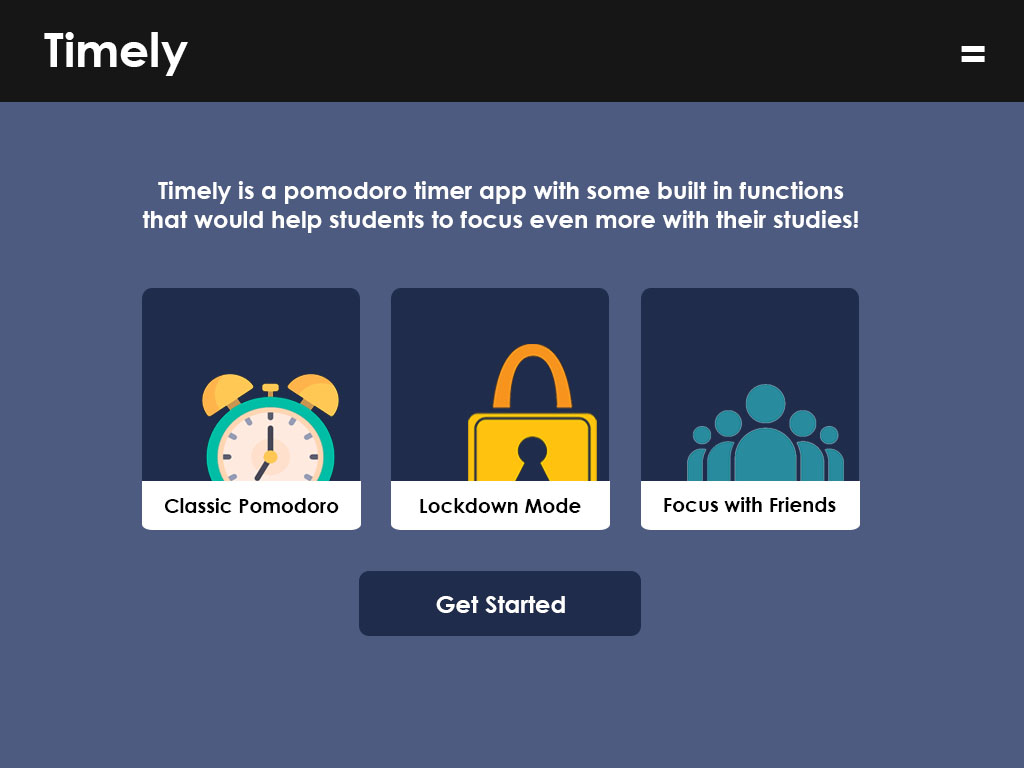 Timely
Timely is a pomodoro timer app with some built in functions
that would help students to focus even more with their studies!
Classic Pomodoro
Lockdown Mode
Focus with Friends
Get Started